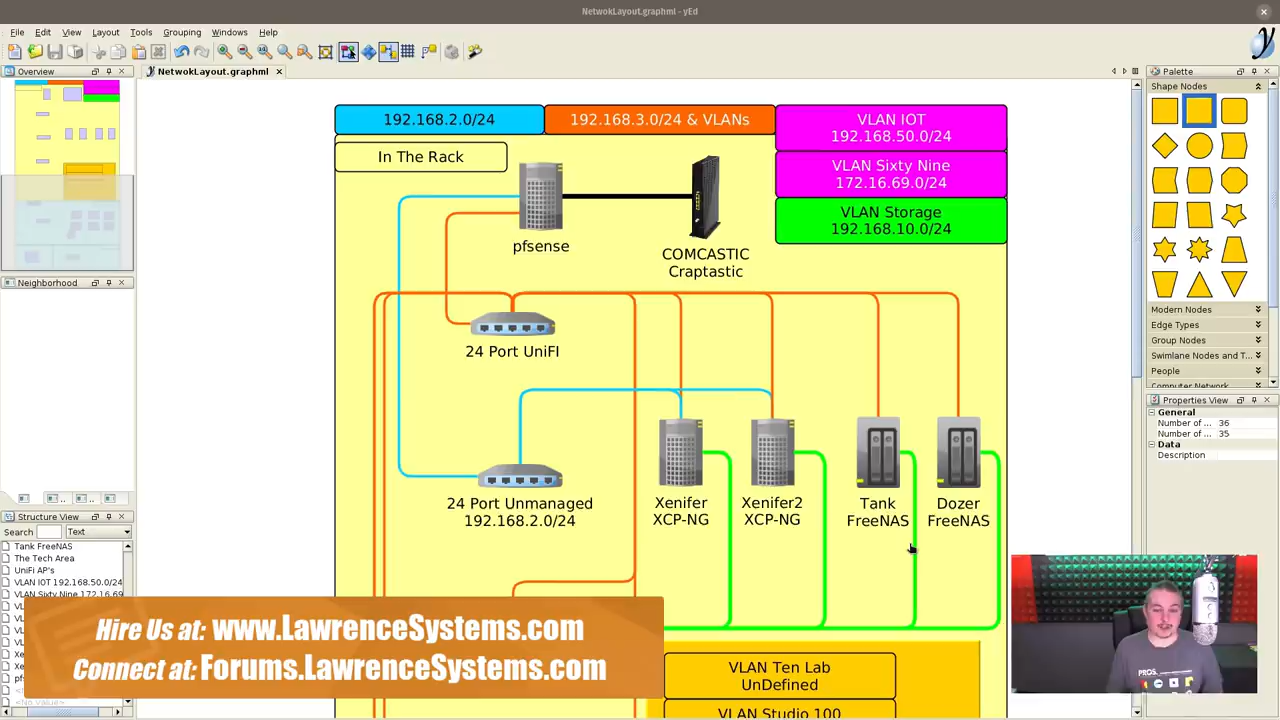 NetwokLayout.graphml - yEd
File Edit View Layout Tools Grouping Windows Help
Overview
NetwokLayout.graphml
Palette
Shape Nodes
Modern Nodes
Edge Types
Group Nodes
Swimlane Nodes and T...
People
Computer Network
Properties View
General
Number of ... 36
Number of ... 35
Data
Description
Neighborhood
Structure View
Search
Text
Tank FreeNAS
The Tech Area
UniFi AP's
VLAN IOT 192.168.50.0/24
VLAN Sixty Nine 172.16.69
192.168.2.0/24
192.168.3.0/24 & VLANs
VLAN IOT
192.168.50.0/24
VLAN Sixty Nine
172.16.69.0/24
VLAN Storage
192.168.10.0/24
In The Rack
pfsense
COMCASTIC
Craptastic
24 Port UniFI
24 Port Unmanaged
192.168.2.0/24
Xenifer
XCP-NG
Xenifer2
XCP-NG
Tank
FreeNAS
Dozer
FreeNAS
VLAN Ten Lab
UnDefined
VLAN Studio 100
Hire Us at: www.LawrenceSystems.com
Connect at: Forums.LawrenceSystems.com